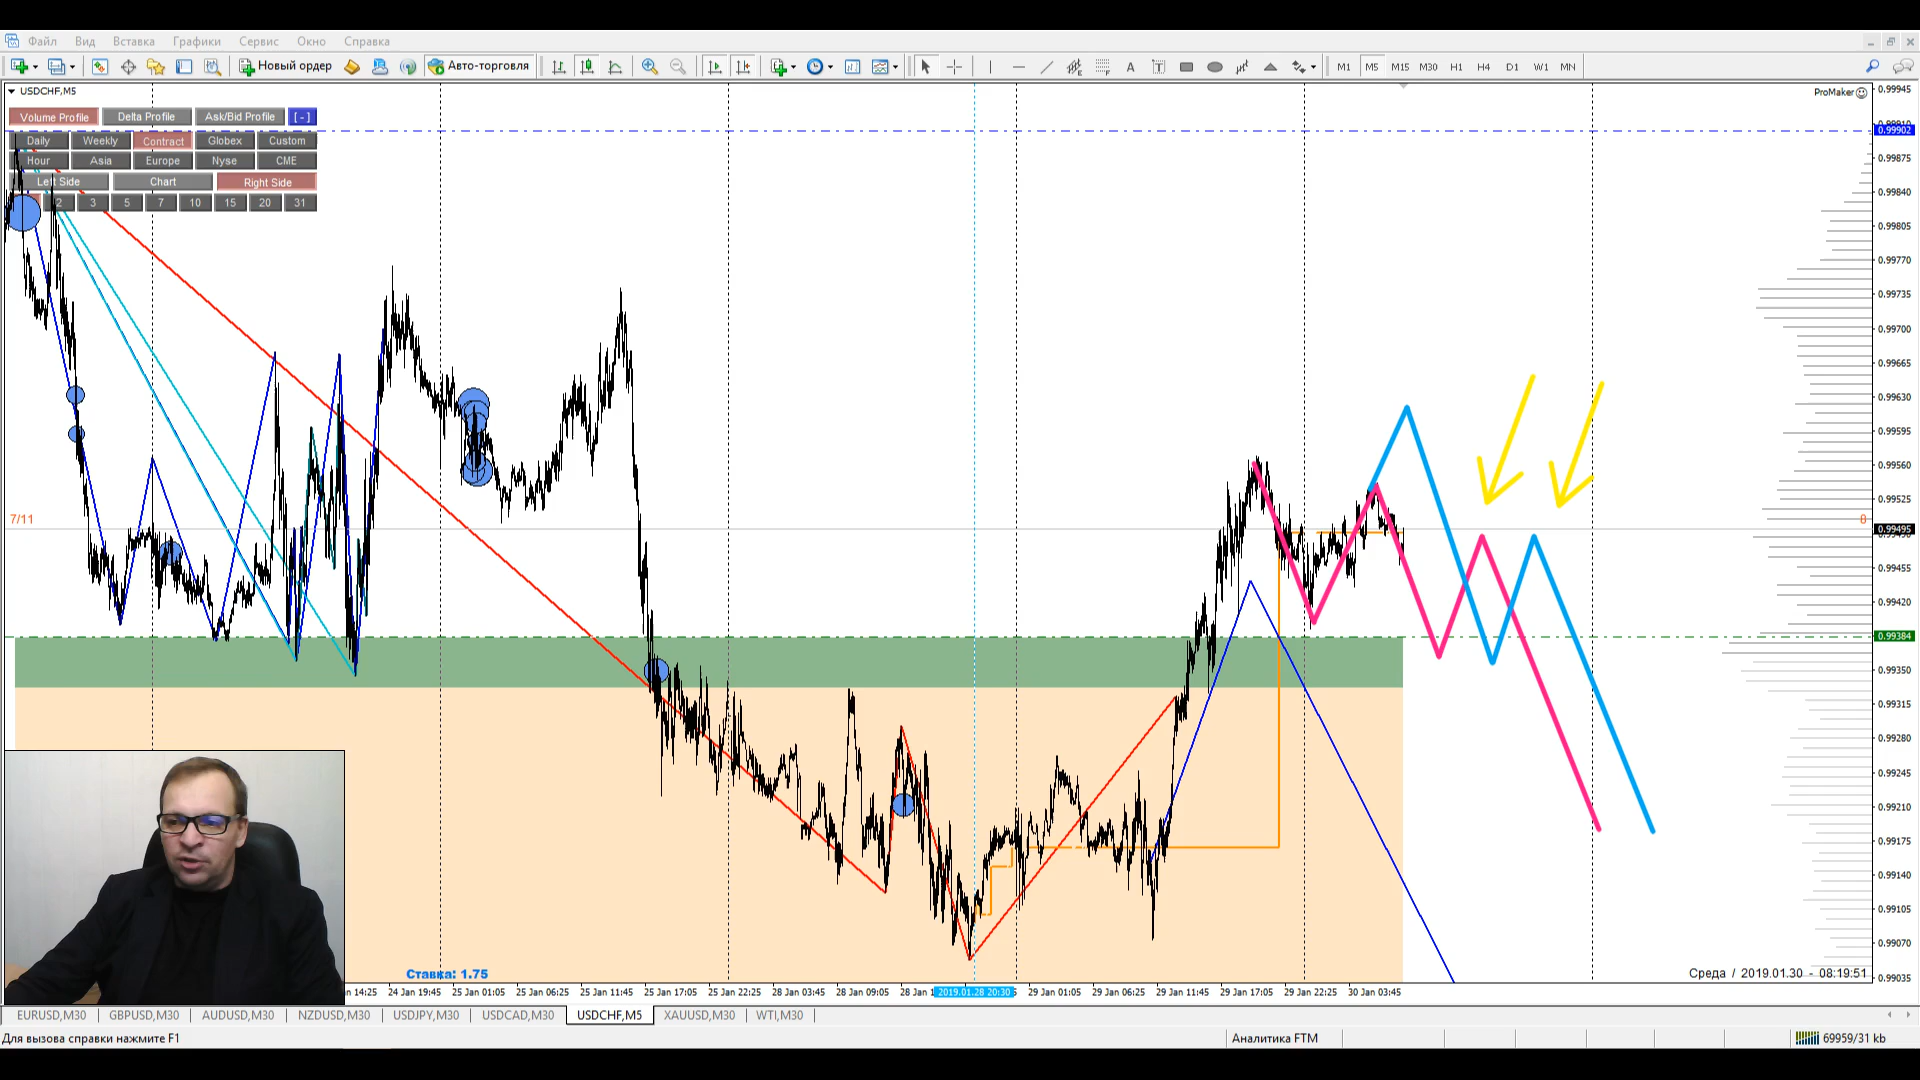 Файл Вид Вставка Графики Сервис Окно Справка
Новый ордер Авто-торговля M1 M5 M15 M30 H1 H4 D1 W1 MN
USDCHF,M5
ProMaker
Volume Profile Delta Profile Ask/Bid Profile [-]
Daily Weekly Contract Globex Custom
Hour Asia Europe Nyse CME
Left Side Chart Right Side
2 3 5 7 10 15 20 31
7/11
0
0.99945
0.99902
0.99875
0.99840
0.99805
0.99770
0.99735
0.99700
0.99665
0.99630
0.99595
0.99560
0.99525
0.99495
0.99455
0.99420
0.99384
0.99350
0.99315
0.99280
0.99245
0.99210
0.99175
0.99140
0.99105
0.99070
0.99035
Ставка: 1.75
Среда / 2019.01.30 - 08:19:51
14:25 24 Jan 19:45 25 Jan 01:05 25 Jan 06:25 25 Jan 11:45 25 Jan 17:05 25 Jan 22:25 28 Jan 03:45 28 Jan 09:05 28 Jan 2019.01.28 20:30 29 Jan 01:05 29 Jan 06:25 29 Jan 11:45 29 Jan 17:05 29 Jan 22:25 30 Jan 03:45
EURUSD,M30 GBPUSD,M30 AUDUSD,M30 NZDUSD,M30 USDJPY,M30 USDCAD,M30 USDCHF,M5 XAUUSD,M30 WTI,M30
Для вызова справки нажмите F1 Аналитика FTM 69959/31 kb